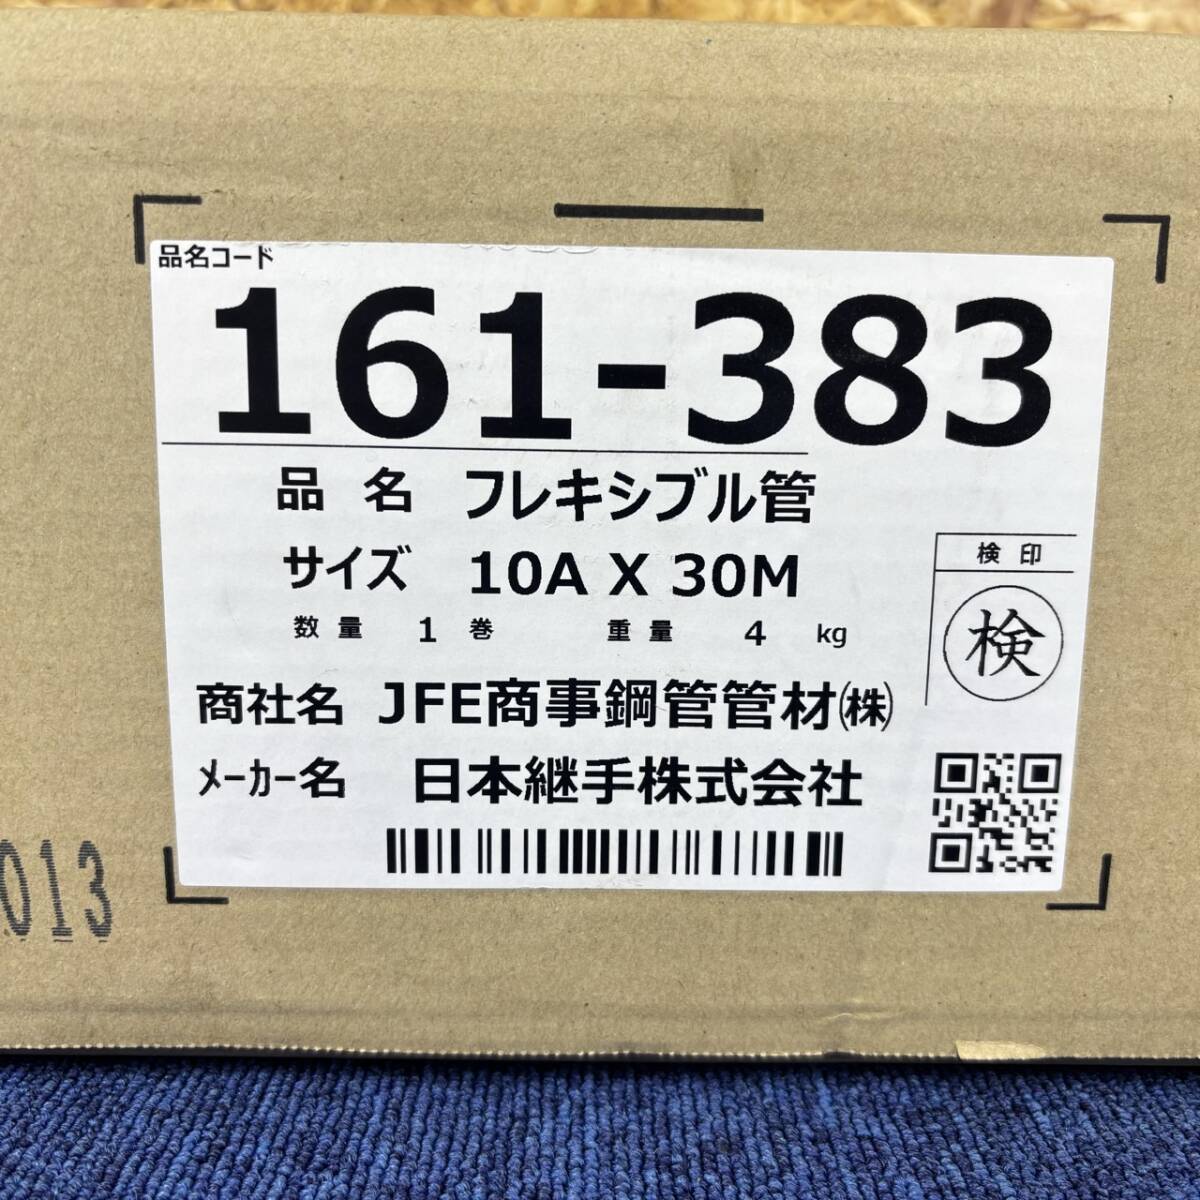 品名コード
161-383
品名 フレキシブル管
サイズ 10A X 30M
数量 1 巻 重量 4 kg
検印
検
商社名 JFE商事鋼管管材(株)
メーカー名 日本継手株式会社
013